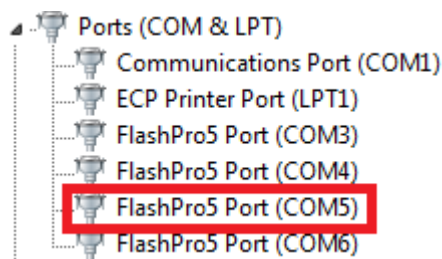 Ports (COM & LPT)
Communications Port (COM1)
ECP Printer Port (LPT1)
FlashPro5 Port (COM3)
FlashPro5 Port (COM4)
FlashPro5 Port (COM5)
FlashPro5 Port (COM6)